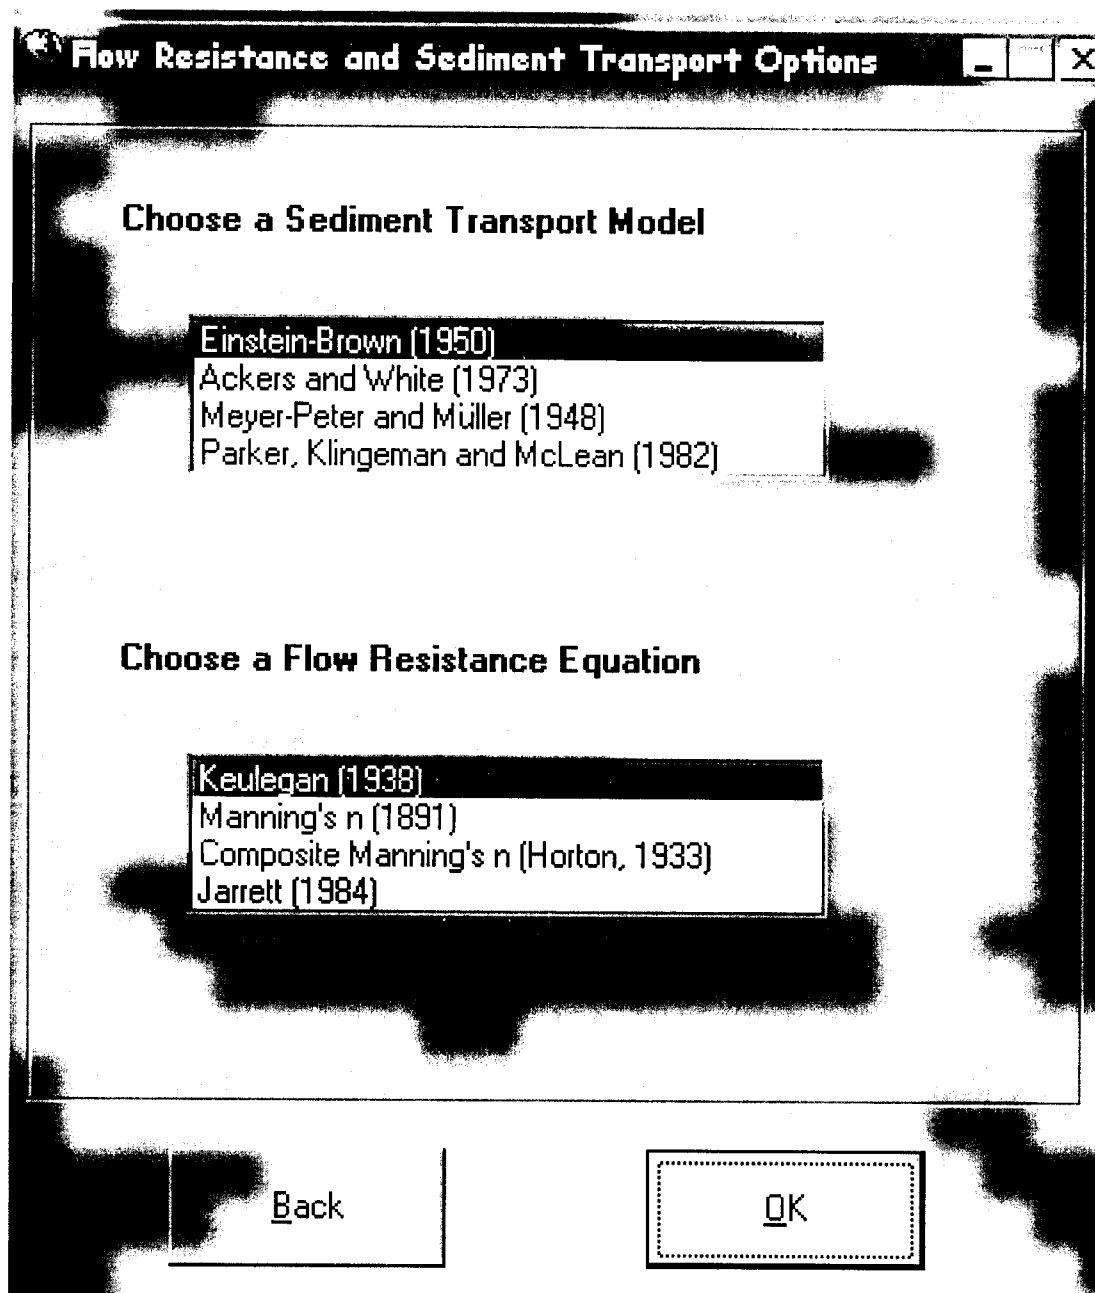 Flow Resistance and Sediment Transport Options
Choose a Sediment Transport Model
Einstein-Brown (1950)
Ackers and White (1973)
Meyer-Peter and Müller (1948)
Parker, Klingeman and McLean (1982)
Choose a Flow Resistance Equation
Keulegan (1938)
Manning's n (1891)
Composite Manning's n (Horton, 1933)
Jarrett (1984)
Back
OK